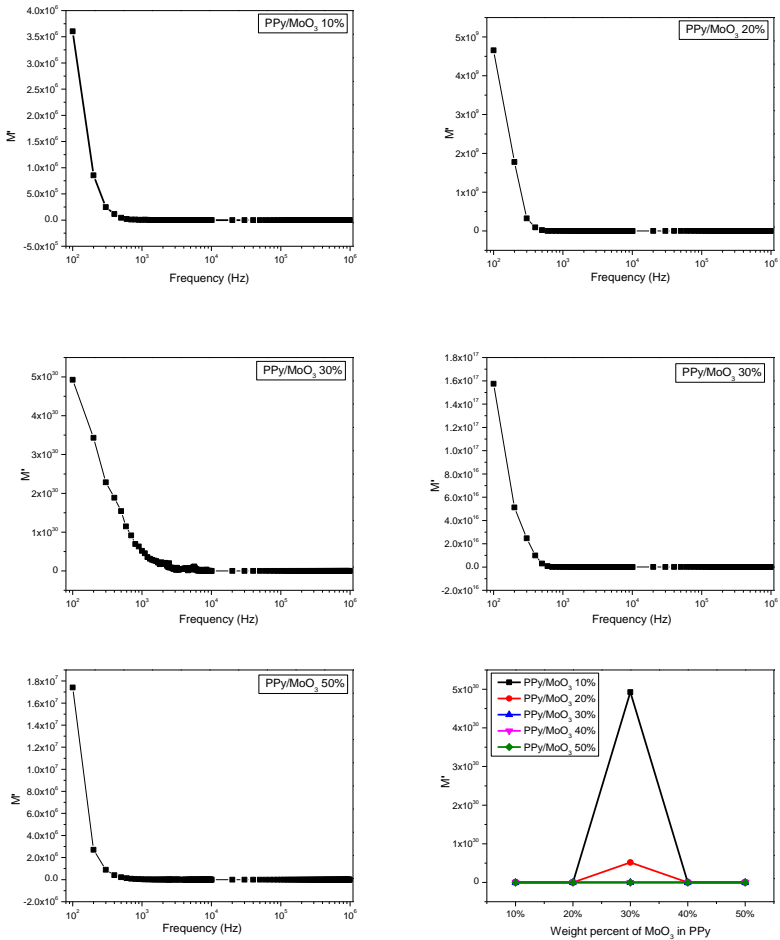 PPy/MoO₃ 10%
4.0x10⁶
3.5x10⁶
3.0x10⁶
2.5x10⁶
2.0x10⁶
1.5x10⁶
1.0x10⁶
5.0x10⁵
0.0
-5.0x10⁵
M'
10² 10³ 10⁴ 10⁵ 10⁶
Frequency (Hz)
PPy/MoO₃ 20%
5x10⁹
4x10⁹
3x10⁹
2x10⁹
1x10⁹
0
M'
10² 10³ 10⁴ 10⁵ 10⁶
Frequency (Hz)
PPy/MoO₃ 30%
5x10³⁰
4x10³⁰
3x10³⁰
2x10³⁰
1x10³⁰
0
M'
10² 10³ 10⁴ 10⁵ 10⁶
Frequency (Hz)
PPy/MoO₃ 30%
1.8x10¹⁷
1.6x10¹⁷
1.4x10¹⁷
1.2x10¹⁷
1.0x10¹⁷
8.0x10¹⁶
6.0x10¹⁶
4.0x10¹⁶
2.0x10¹⁶
0.0
-2.0x10¹⁶
M'
10² 10³ 10⁴ 10⁵ 10⁶
Frequency (Hz)
PPy/MoO₃ 50%
1.8x10⁷
1.6x10⁷
1.4x10⁷
1.2x10⁷
1.0x10⁷
8.0x10⁶
6.0x10⁶
4.0x10⁶
2.0x10⁶
0.0
-2.0x10⁶
M'
10² 10³ 10⁴ 10⁵ 10⁶
Frequency (Hz)
PPy/MoO₃ 10%
PPy/MoO₃ 20%
PPy/MoO₃ 30%
PPy/MoO₃ 40%
PPy/MoO₃ 50%
5x10³⁰
4x10³⁰
3x10³⁰
2x10³⁰
1x10³⁰
0
M'
10% 20% 30% 40% 50%
Weight percent of MoO₃ in PPy